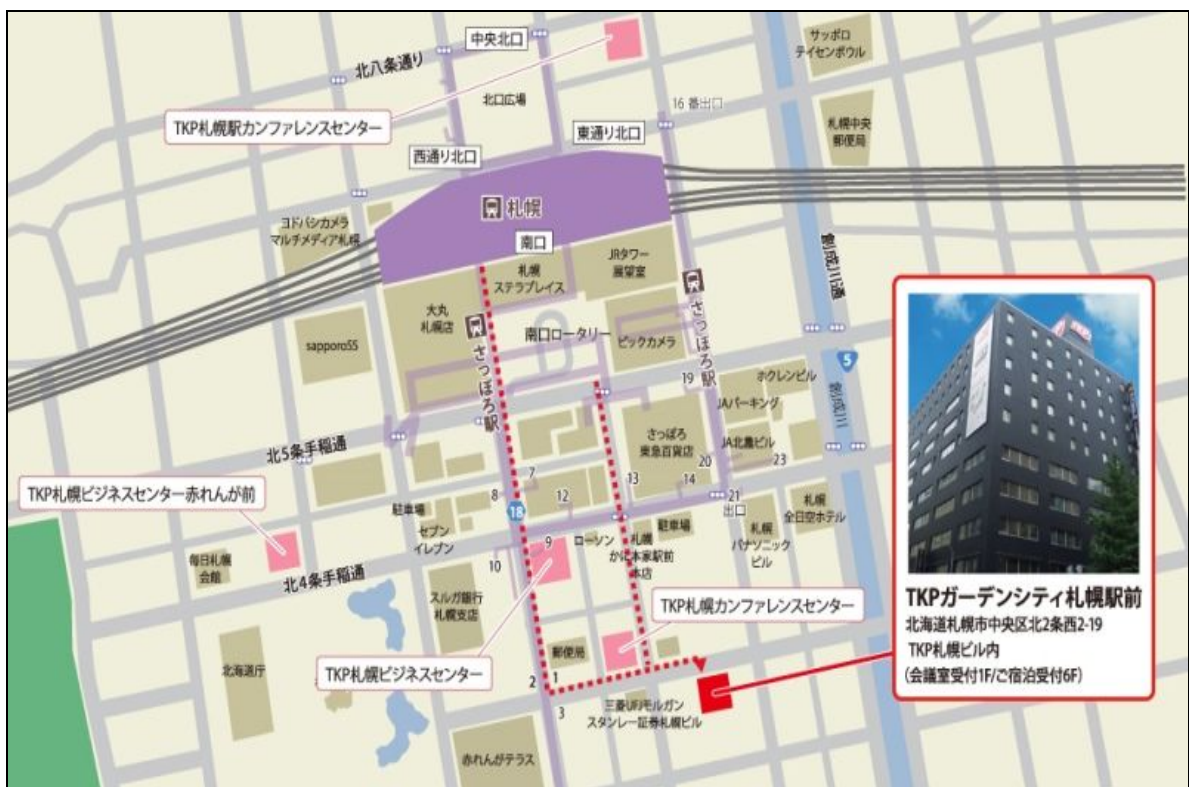 中央北口
サッポロ
テイセンボウル
北八条通り
北口広場
16番出口
TKP札幌駅カンファレンスセンター
東通り北口
札幌中央
郵便局
西通り北口
札幌
ヨドバシカメラ
マルチメディア札幌
南口
JRタワー
展望室
札幌
ステラプレイス
創成川通
大丸
札幌店
さっぽろ駅
南口ロータリー
ビックカメラ
さっぽろ駅
sapporo55
5
19
ホクレンビル
創成川
JAパーキング
北5条手稲通
さっぽろ
東急百貨店
JA北農ビル
20
23
7
13
14
TKP札幌ビジネスセンター赤れんが前
8
12
21
出口
札幌
全日空ホテル
駐車場
18
駐車場
セブン
イレブン
9
ローソン
札幌
かに本家駅前
本店
札幌
パナソニック
ビル
毎日札幌
会館
10
北4条手稲通
スルガ銀行
札幌支店
TKP札幌カンファレンスセンター
TKPガーデンシティ札幌駅前
北海道札幌市中央区北2条西2-19
TKP札幌ビル内
(会議室受付1F/ご宿泊受付6F)
北海道庁
郵便局
TKP札幌ビジネスセンター
1
2
3
三菱UFJモルガン
スタンレー証券札幌ビル
赤れんがテラス